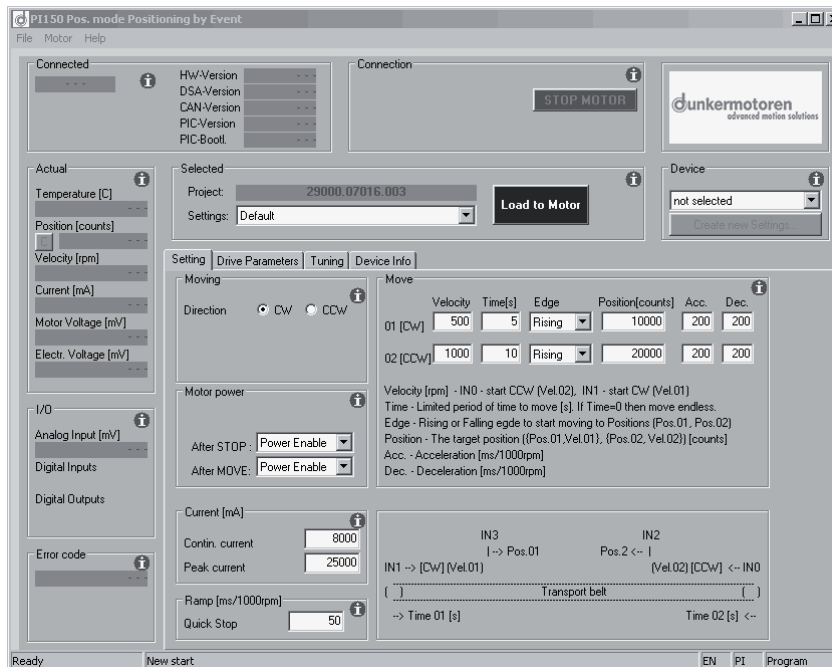 PI150 Pos. mode Positioning by Event
File Motor Help
Connected
- - -
HW-Version - - -
DSA-Version - - -
CAN-Version - - -
PIC-Version - - -
PIC-Bootl. - - -
Connection
STOP MOTOR
dunkermotoren
advanced motion solutions
Actual
Temperature [C]
- - -
Position [counts]
- - -
Velocity [rpm]
- - -
Current [mA]
- - -
Motor Voltage [mV]
- - -
Electr. Voltage [mV]
- - -
Selected
Project: 29000.07016.003
Settings: Default
Load to Motor
Device
not selected
Create new Settings...
Setting Drive Parameters Tuning Device Info
Moving
Direction CW CCW
Move
Velocity Time[s] Edge Position[counts] Acc. Dec.
01 [CW] 500 5 Rising 10000 200 200
02 [CCW] 1000 10 Rising 20000 200 200
Velocity [rpm] - IN0 - start CCW (Vel.02), IN1 - start CW (Vel.01)
Time - Limited period of time to move [s]. If Time=0 then move endless.
Edge - Rising or Falling egde to start moving to Positions (Pos.01, Pos.02)
Position - The target position ({Pos.01,Vel.01}, {Pos.02, Vel.02}) [counts]
Acc. - Acceleration [ms/1000rpm]
Dec. - Deceleration [ms/1000rpm]
Motor power
After STOP : Power Enable
After MOVE: Power Enable
I/O
Analog Input [mV]
- - -
Digital Inputs
Digital Outputs
Current [mA]
Contin. current 8000
Peak current 25000
IN3 IN2
|--> Pos.01 Pos.2 <-- |
IN1 --> [CW] (Vel.01) (Vel.02) [CCW] <-- IN0
( ) Transport belt ( )
--> Time 01 [s] Time 02 [s] <--
Error code
- - -
Ramp [ms/1000rpm]
Quick Stop 50
Ready New start EN PI Program